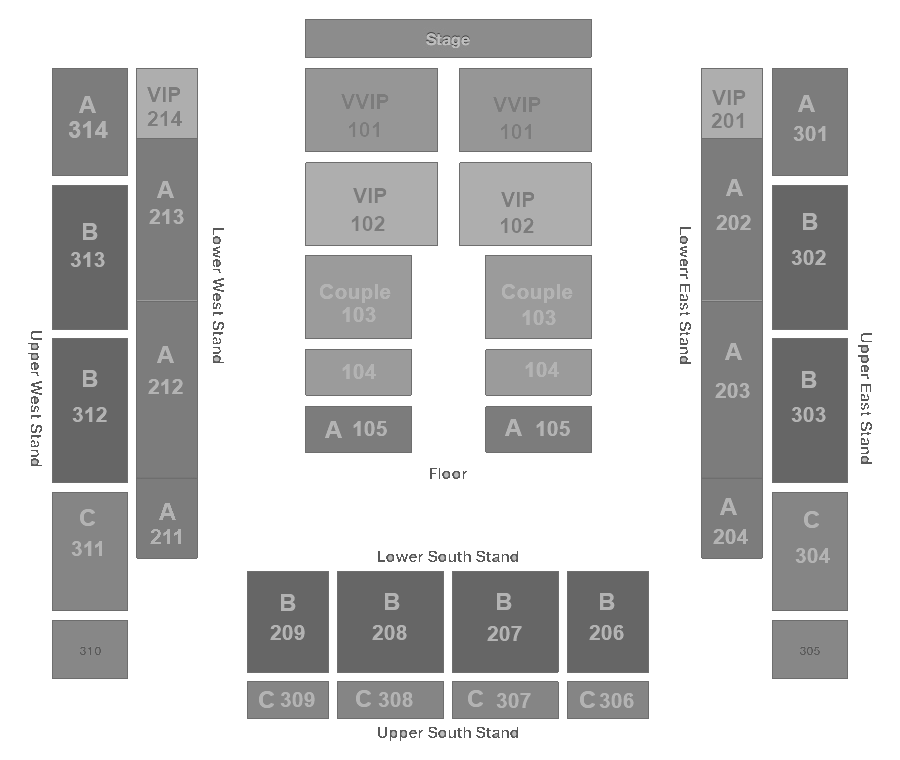 Stage
A
314
VIP
214
VVIP
101
VVIP
101
VIP
201
A
301
A
213
VIP
102
VIP
102
A
202
B
313
B
302
Lower West Stand
Lowerr East Stand
Couple
103
Couple
103
Upper West Stand
B
312
A
212
104
104
A
203
B
303
Upper East Stand
A 105
A 105
Floor
C
311
A
211
A
204
C
304
Lower South Stand
B
209
B
208
B
207
B
206
310
305
C 309
C 308
C 307
C 306
Upper South Stand